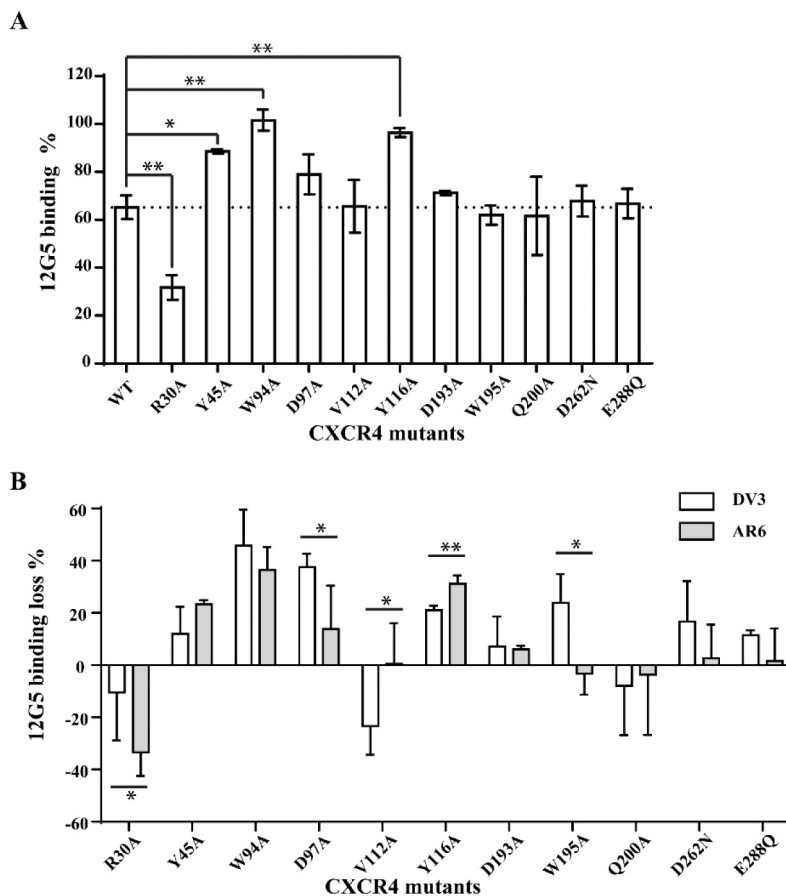 A
**
**
*
**
120
100
80
60
40
20
0
12G5 binding %
WT
R30A
Y45A
W94A
D97A
V112A
Y116A
D193A
W195A
Q200A
D262N
E288Q
CXCR4 mutants
B
DV3
AR6
60
40
20
0
-20
-40
-60
12G5 binding loss %
*
*
*
**
*
R30A
Y45A
W94A
D97A
V112A
Y116A
D193A
W195A
Q200A
D262N
E288Q
CXCR4 mutants